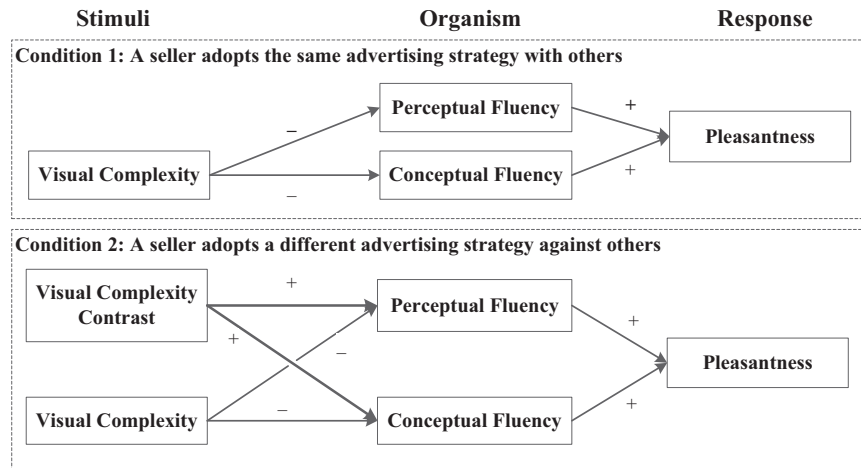 Stimuli Organism Response
Condition 1: A seller adopts the same advertising strategy with others
Perceptual Fluency
+
–
Pleasantness
Visual Complexity
Conceptual Fluency
+
–
Condition 2: A seller adopts a different advertising strategy against others
Visual Complexity
Contrast
+
Perceptual Fluency
+
+
–
Pleasantness
Visual Complexity
–
Conceptual Fluency
+